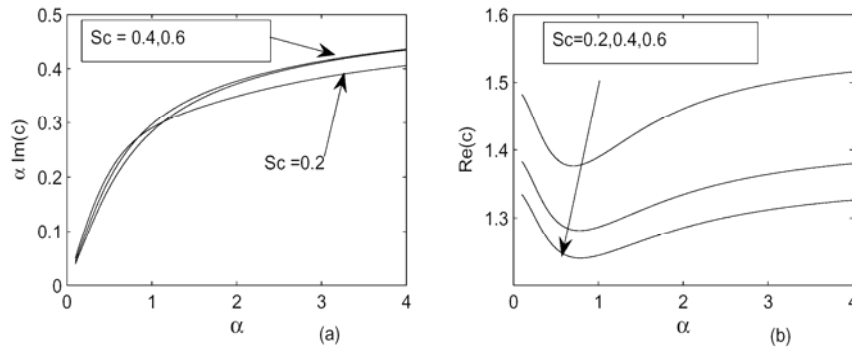 Sc = 0.4,0.6
Sc =0.2
α Im(c)
0.5
0.4
0.3
0.2
0.1
0
0 1 2 3 4
α
(a)
Sc=0.2,0.4,0.6
Re(c)
1.6
1.5
1.4
1.3
0 1 2 3 4
α
(b)